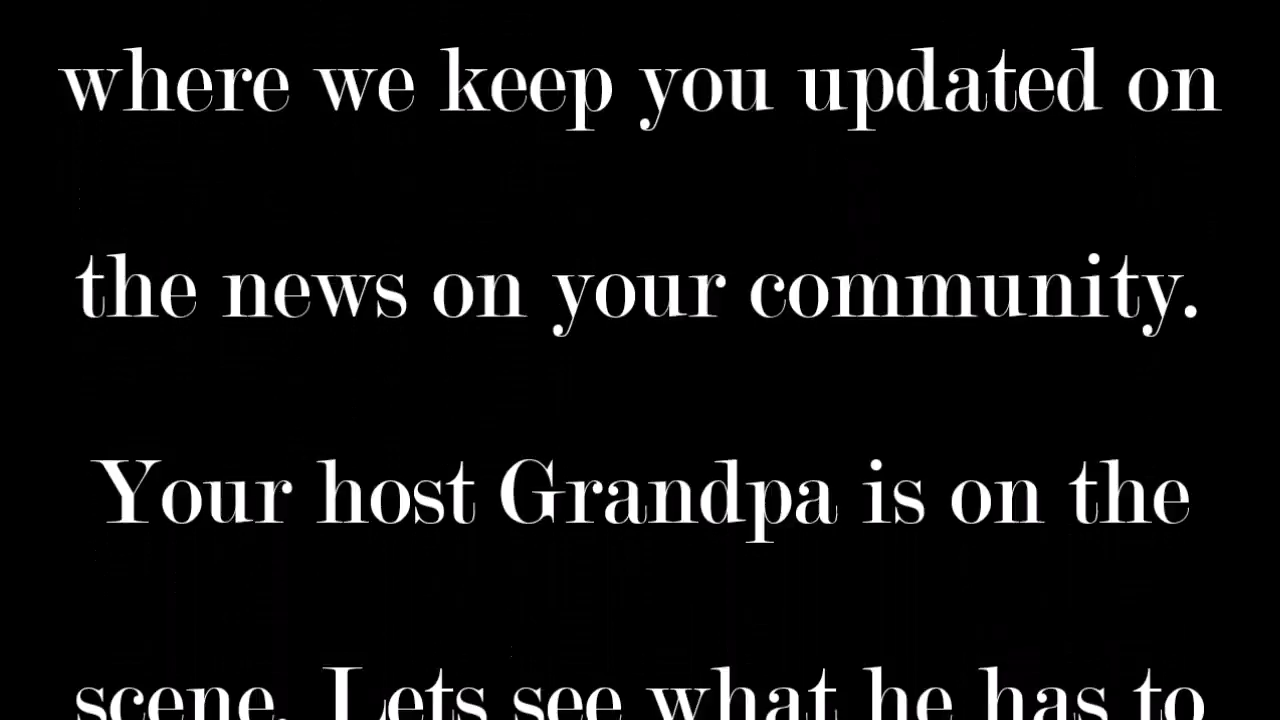 where we keep you updated on
the news on your community.
Your host Grandpa is on the
scene. Lets see what he has to